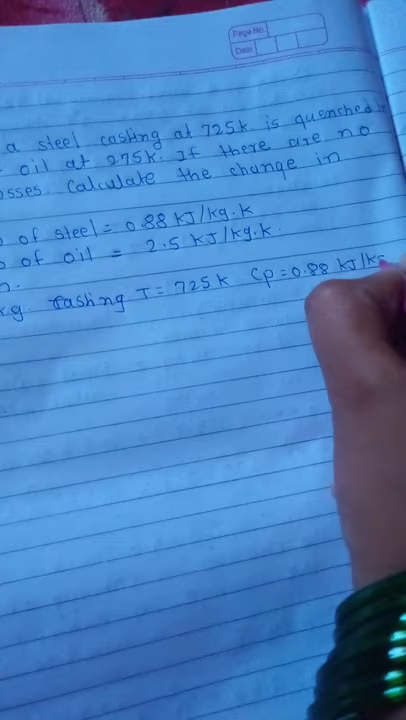 Page No.
Date
a steel casting at 725k. is quenched
oil at 275k. If there are no
osses. Calculate the change in
of steel = 0.88 KJ/kg.k
of oil = 2.5 KJ/kg.k.
n.
kg. casting T = 725k Cp = 0.88 KJ/k